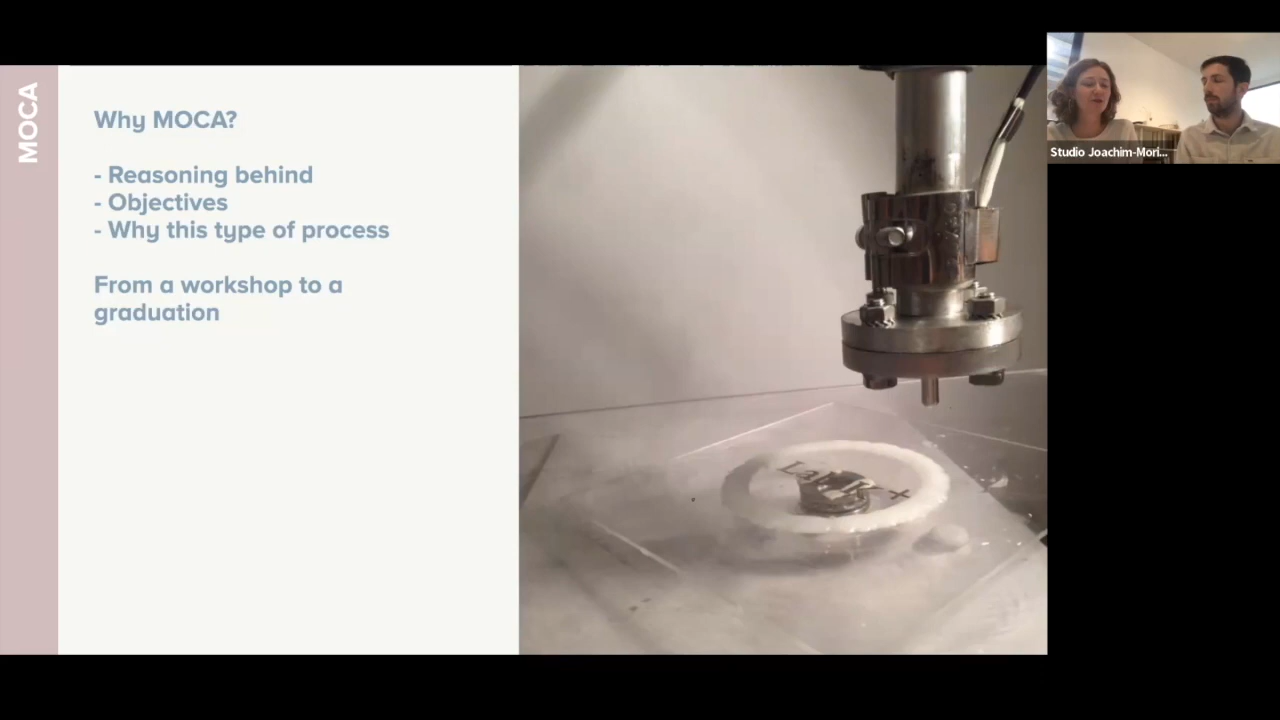 MOCA
Why MOCA?
- Reasoning behind
- Objectives
- Why this type of process
From a workshop to a
graduation
Studio Joachim-Mori...